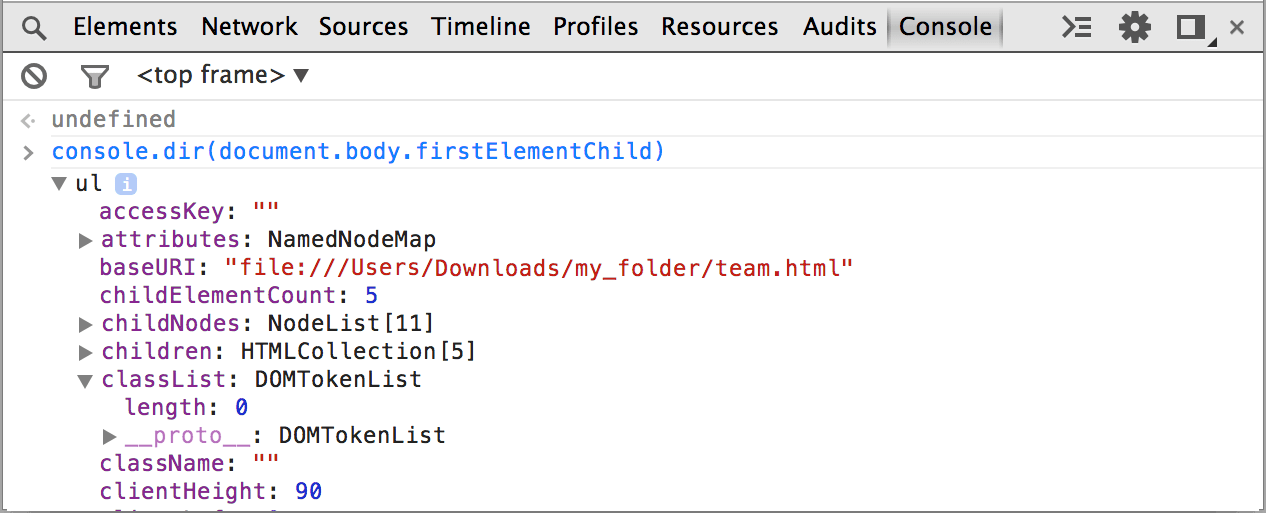 Elements Network Sources Timeline Profiles Resources Audits Console
<top frame> ▼
undefined
console.dir(document.body.firstElementChild)
▼ ul i
accessKey: ""
▶ attributes: NamedNodeMap
baseURI: "file:///Users/Downloads/my_folder/team.html"
childElementCount: 5
▶ childNodes: NodeList[11]
▶ children: HTMLCollection[5]
▼ classList: DOMTokenList
length: 0
▶ __proto__: DOMTokenList
className: ""
clientHeight: 90